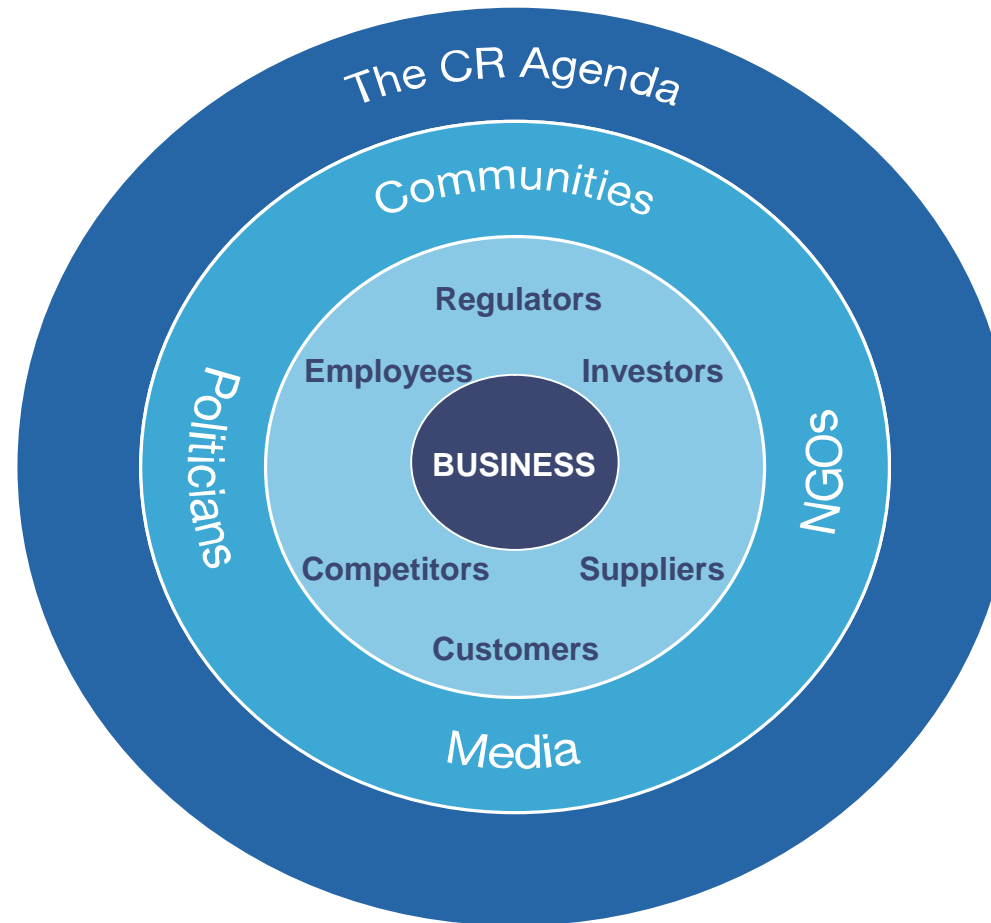 The CR Agenda
Communities
Regulators
Employees
Investors
Politicians
BUSINESS
NGOs
Competitors
Suppliers
Customers
Media